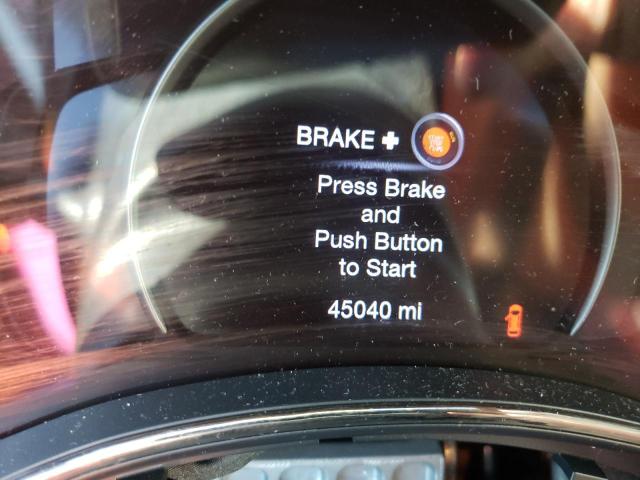 BRAKE +
Press Brake
and
Push Button
to Start
45040 mi